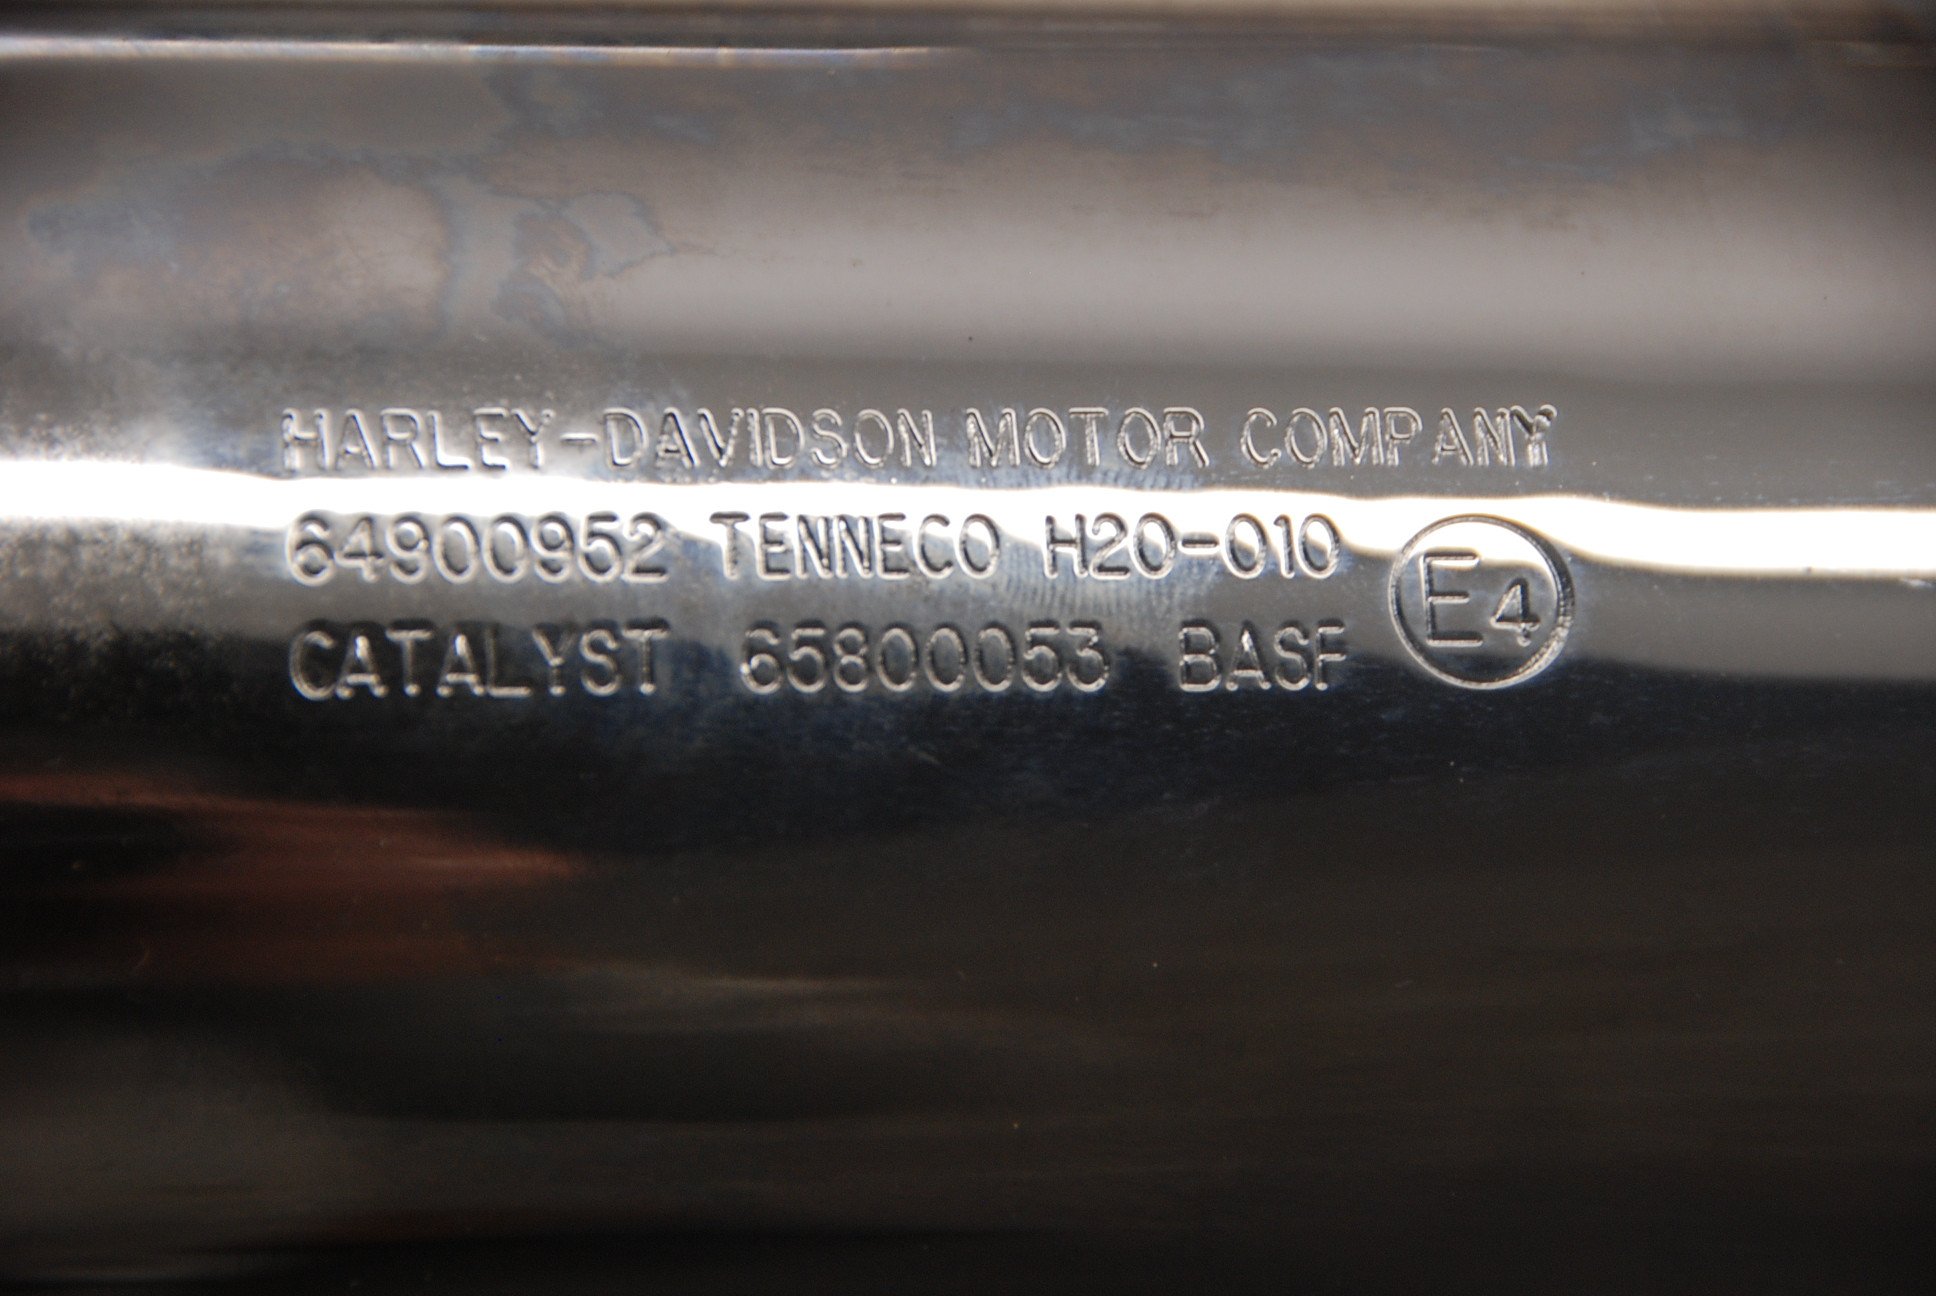 HARLEY-DAVIDSON MOTOR COMPANY
64900952 TENNECO H20-010 E4
CATALYST 65800053 BASF